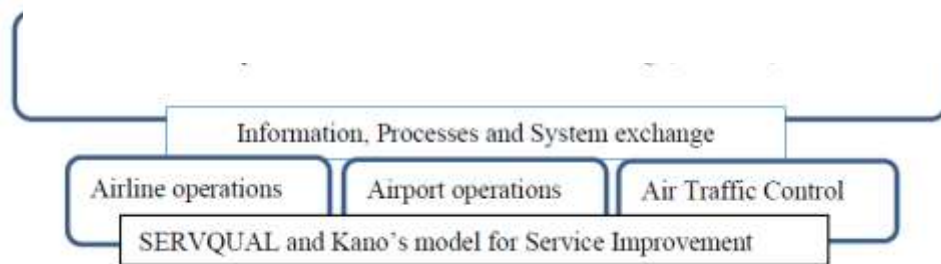 Information, Processes and System exchange
Airline operations
Airport operations
Air Traffic Control
SERVQUAL and Kano's model for Service Improvement